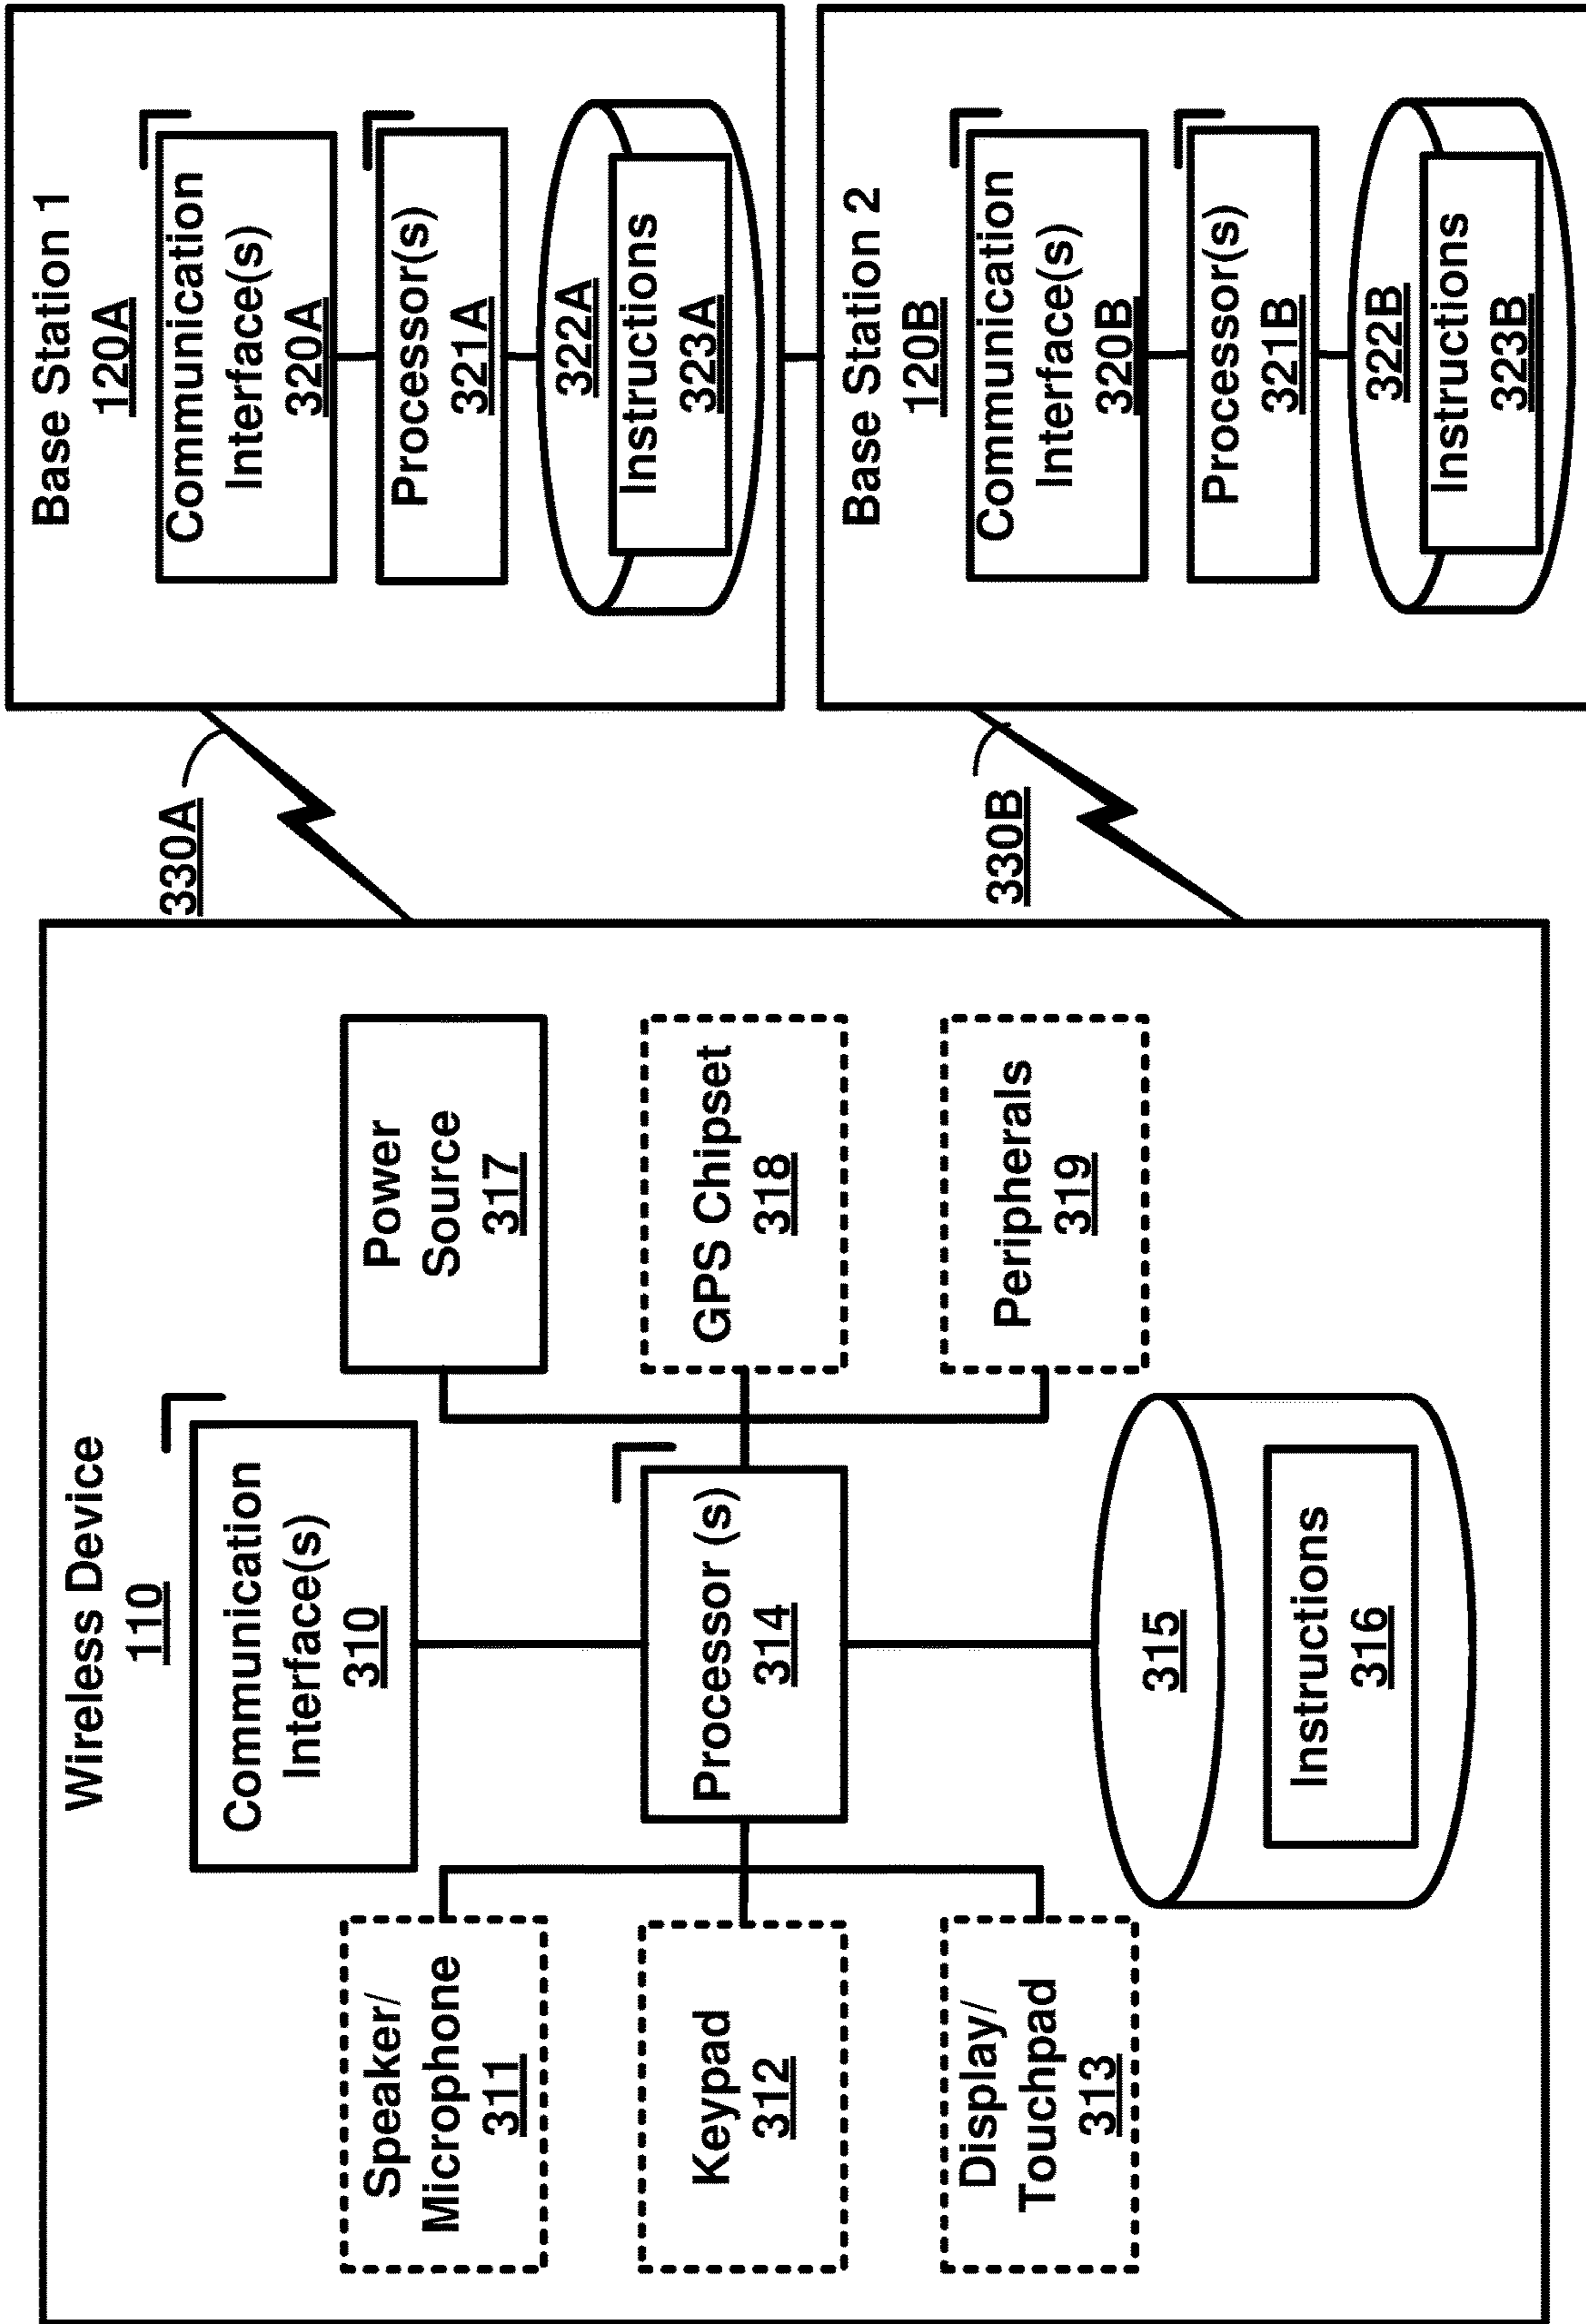 Wireless Device
110
Communication
Interface(s)
310
Speaker/
Microphone
311
Power
Source
317
Keypad
312
Processor (s)
314
GPS Chipset
318
Display/
Touchpad
313
Peripherals
319
315
Instructions
316
330A
330B
Base Station 1
120A
Communication
Interface(s)
320A
Processor(s)
321A
322A
Instructions
323A
Base Station 2
120B
Communication
Interface(s)
320B
Processor(s)
321B
322B
Instructions
323B